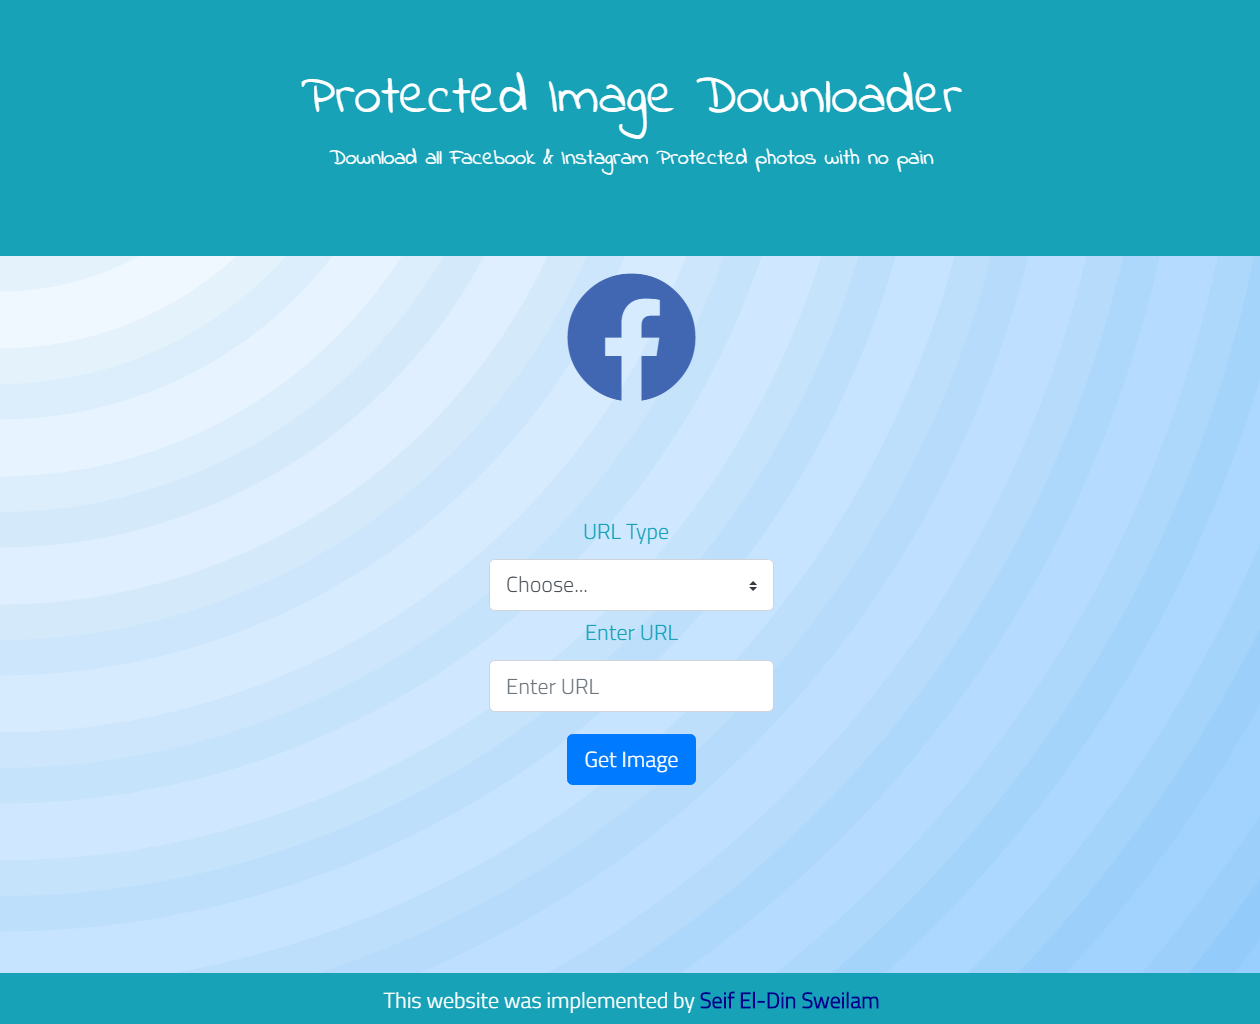 Protected Image Downloader
Download all Facebook & Instagram Protected photos with no pain
URL Type
Choose...
Enter URL
Enter URL
Get Image
This website was implemented by Seif El-Din Sweilam